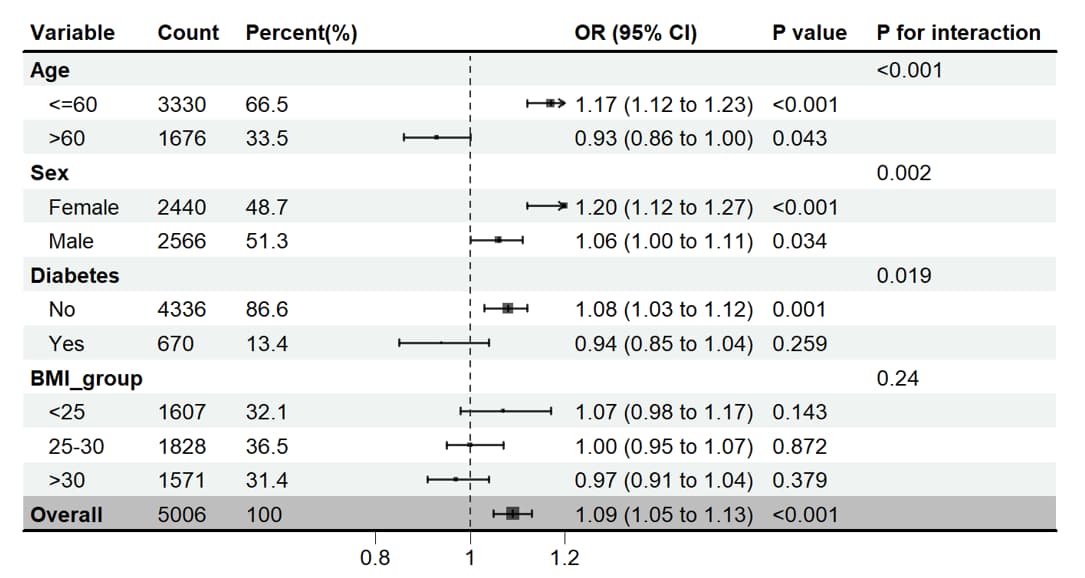 Variable Count Percent(%) OR (95% CI) P value P for interaction
Age <0.001
<=60 3330 66.5 1.17 (1.12 to 1.23) <0.001
>60 1676 33.5 0.93 (0.86 to 1.00) 0.043
Sex 0.002
Female 2440 48.7 1.20 (1.12 to 1.27) <0.001
Male 2566 51.3 1.06 (1.00 to 1.11) 0.034
Diabetes 0.019
No 4336 86.6 1.08 (1.03 to 1.12) 0.001
Yes 670 13.4 0.94 (0.85 to 1.04) 0.259
BMI_group 0.24
<25 1607 32.1 1.07 (0.98 to 1.17) 0.143
25-30 1828 36.5 1.00 (0.95 to 1.07) 0.872
>30 1571 31.4 0.97 (0.91 to 1.04) 0.379
Overall 5006 100 1.09 (1.05 to 1.13) <0.001
0.8 1 1.2